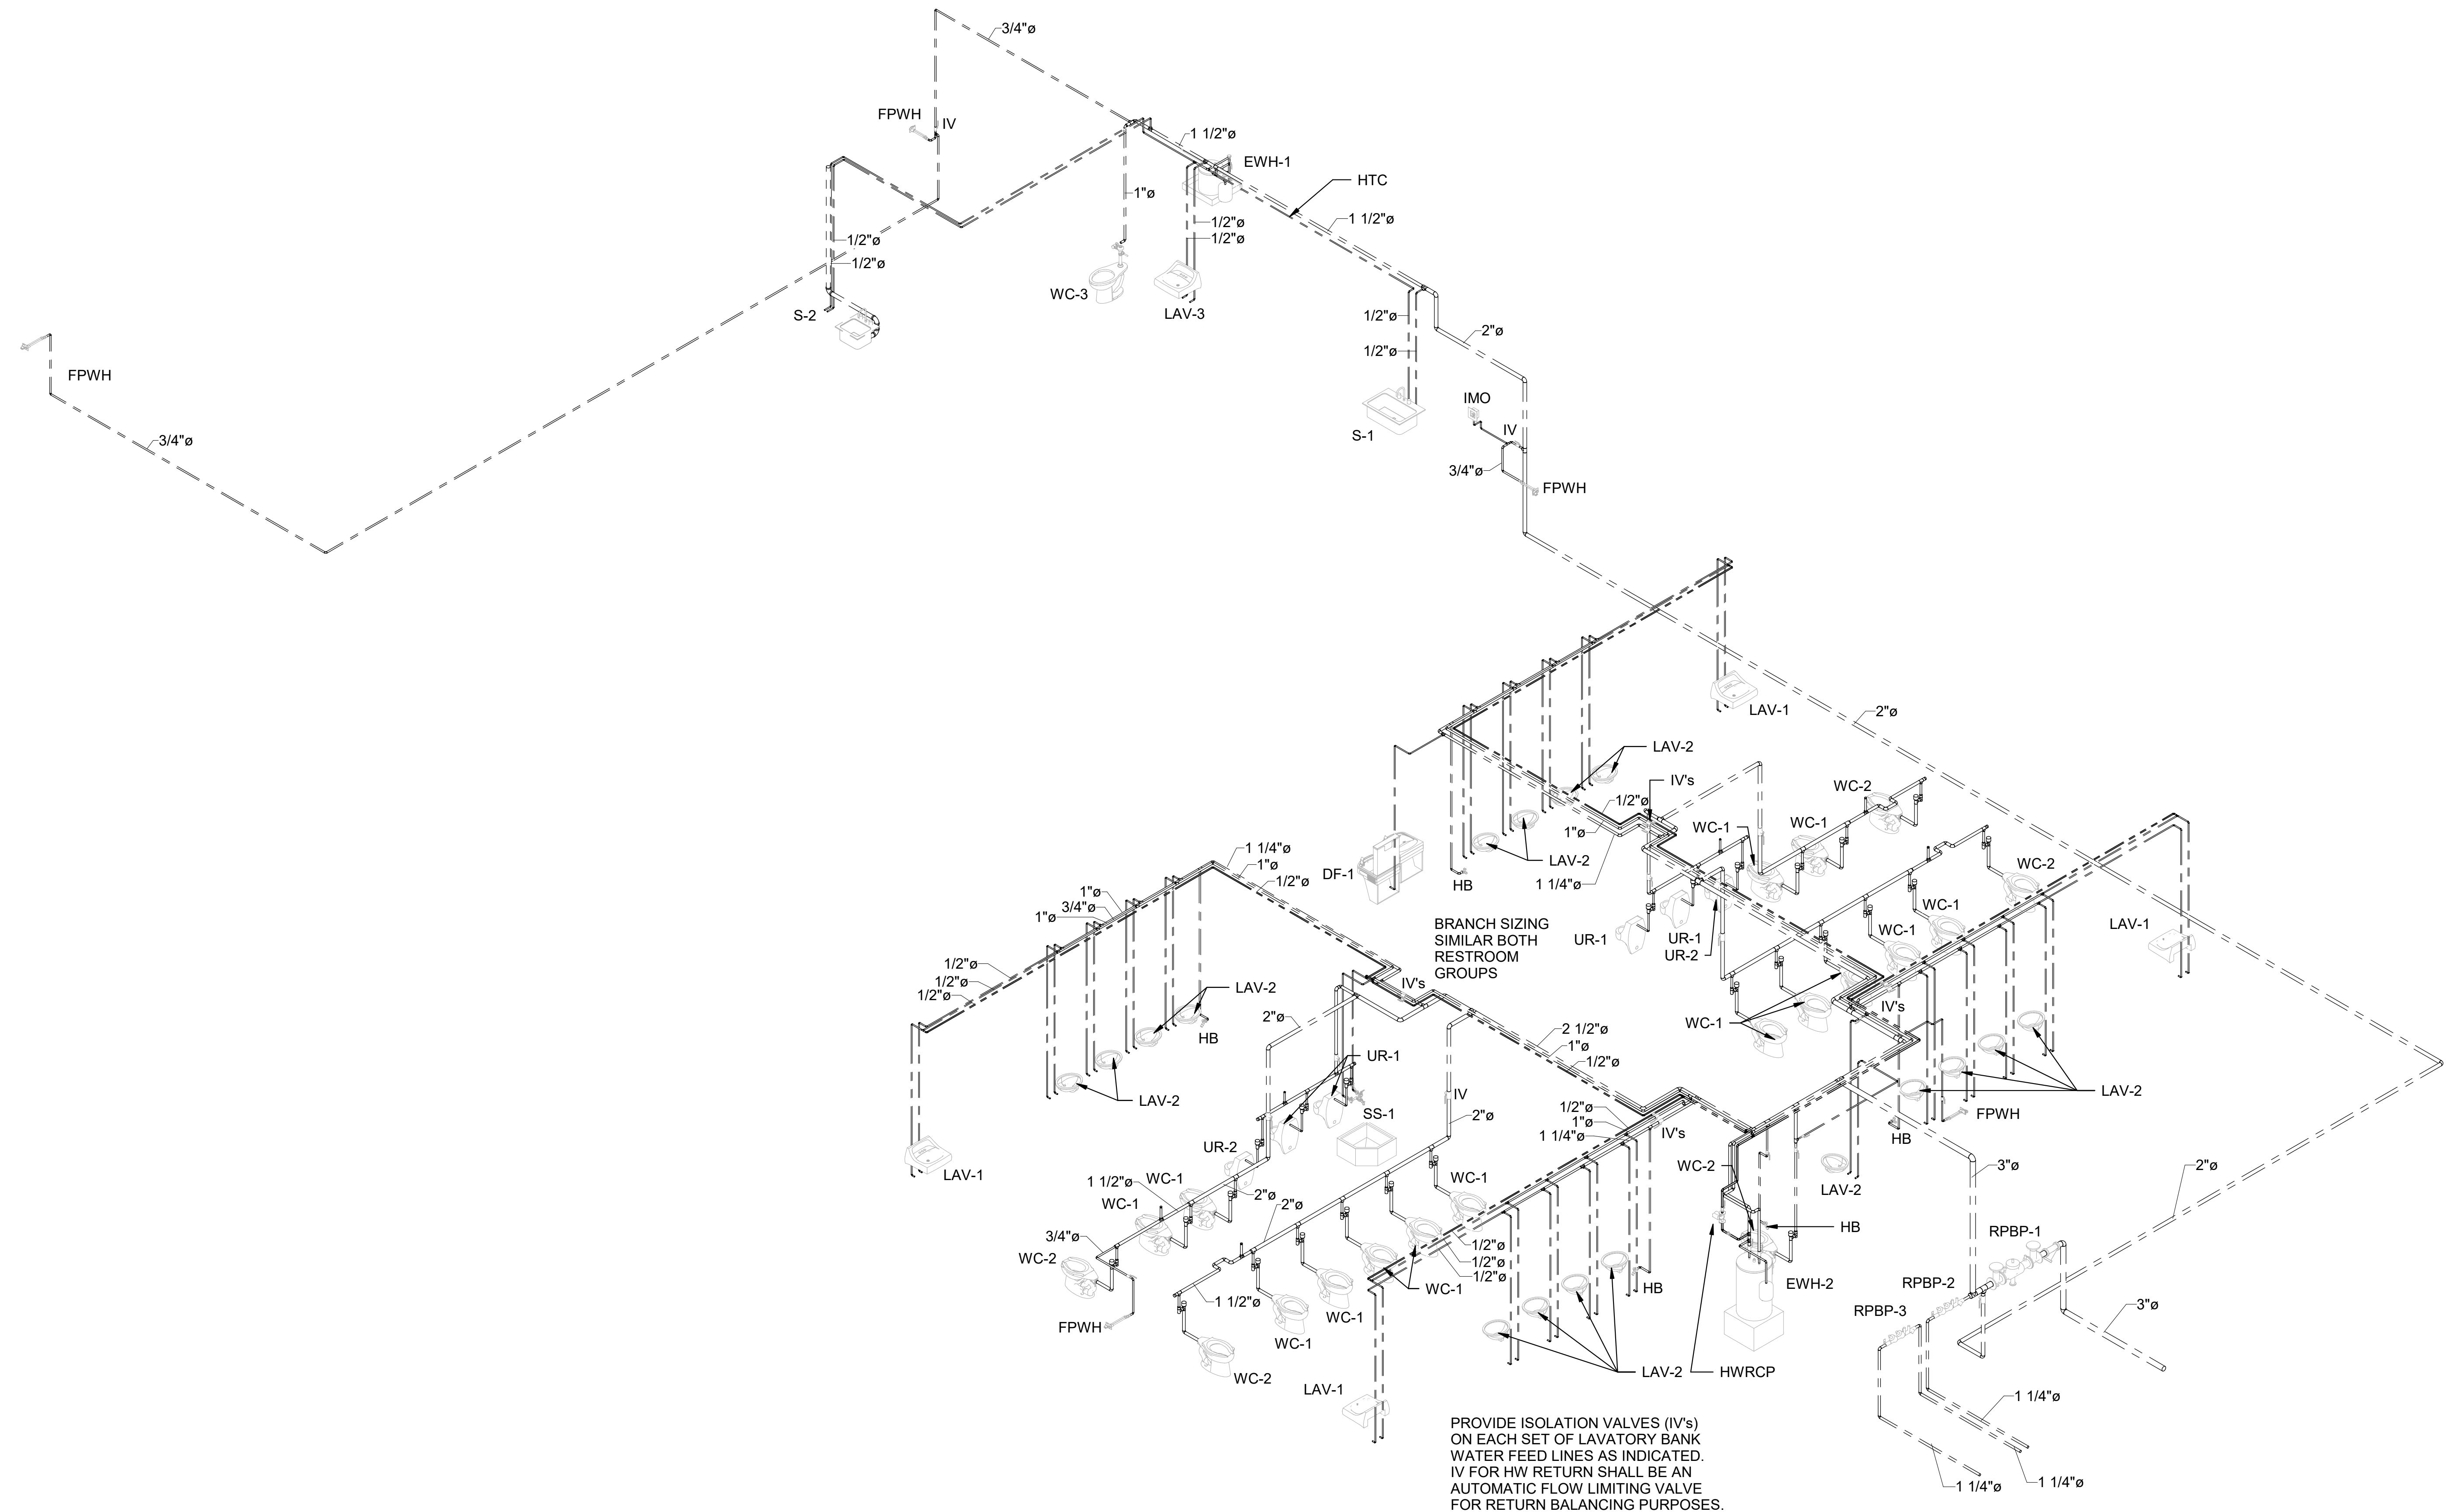 3/4"ø
FPWH
IV
1 1/2"ø
EWH-1
HTC
1"ø
1 1/2"ø
1/2"ø
1/2"ø
1/2"ø
1/2"ø
WC-3
LAV-3
S-2
1/2"ø
2"ø
1/2"ø
FPWH
IMO
IV
S-1
3/4"ø
3/4"ø
FPWH
LAV-1
2"ø
LAV-2
IV's
WC-2
1/2"ø
1"ø
WC-1
WC-1
1 1/4"ø
1"ø
1/2"ø
LAV-2
DF-1
HB
1 1/4"ø
WC-2
1"ø
3/4"ø
1"ø
BRANCH SIZING
SIMILAR BOTH
RESTROOM
GROUPS
UR-1
UR-1
UR-2
WC-1
WC-1
LAV-1
1/2"ø
1/2"ø
1/2"ø
IV's
LAV-2
IV's
2"ø
HB
WC-1
2 1/2"ø
1"ø
1/2"ø
UR-1
LAV-2
IV
SS-1
2"ø
1/2"ø
1"ø
1 1/4"ø
IV's
LAV-2
FPWH
HB
UR-2
LAV-1
WC-2
3"ø
2"ø
1 1/2"ø
WC-1
WC-1
2"ø
WC-1
LAV-2
2"ø
HB
3/4"ø
RPBP-1
WC-2
1/2"ø
1/2"ø
1/2"ø
EWH-2
RPBP-2
WC-1
HB
1 1/2"ø
RPBP-3
3"ø
FPWH
WC-1
WC-1
WC-2
LAV-1
LAV-2
HWRCP
1 1/4"ø
PROVIDE ISOLATION VALVES (IV's)
ON EACH SET OF LAVATORY BANK
WATER FEED LINES AS INDICATED.
IV FOR HW RETURN SHALL BE AN
AUTOMATIC FLOW LIMITING VALVE
FOR RETURN BALANCING PURPOSES.
1 1/4"ø
1 1/4"ø